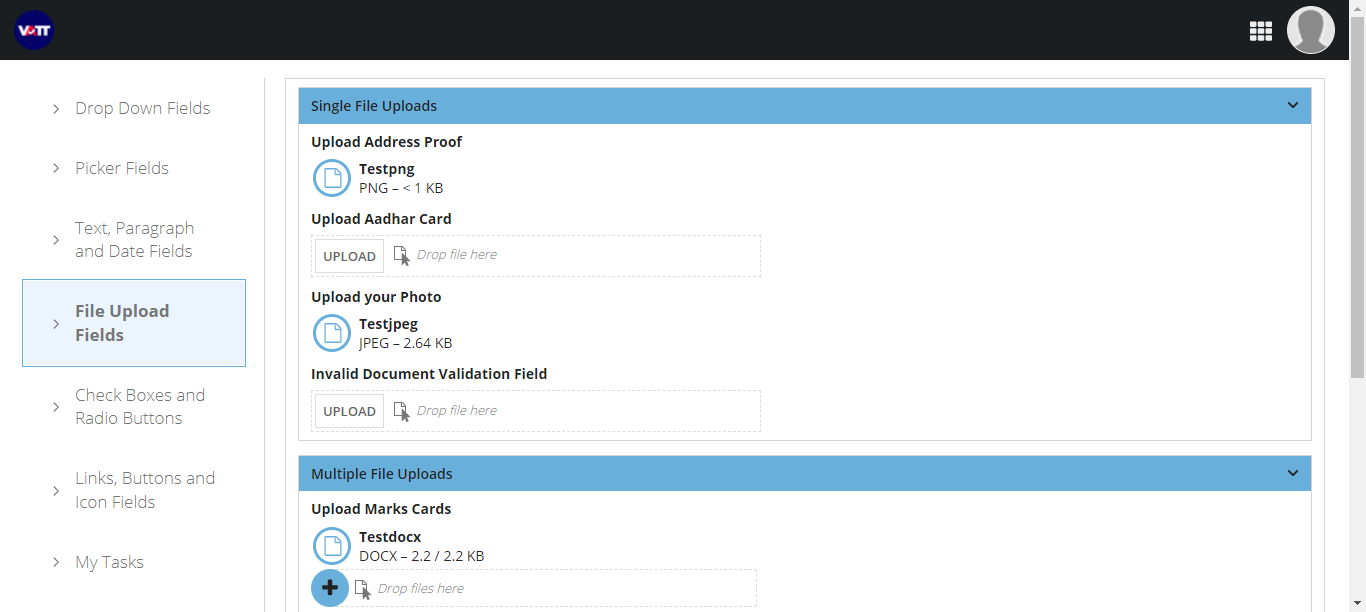 VOTT
Drop Down Fields
Picker Fields
Text, Paragraph
and Date Fields
File Upload
Fields
Check Boxes and
Radio Buttons
Links, Buttons and
Icon Fields
My Tasks
Single File Uploads
Upload Address Proof
Testpng
PNG – < 1 KB
Upload Aadhar Card
UPLOAD Drop file here
Upload your Photo
Testjpeg
JPEG – 2.64 KB
Invalid Document Validation Field
UPLOAD Drop file here
Multiple File Uploads
Upload Marks Cards
Testdocx
DOCX – 2.2 / 2.2 KB
Drop files here